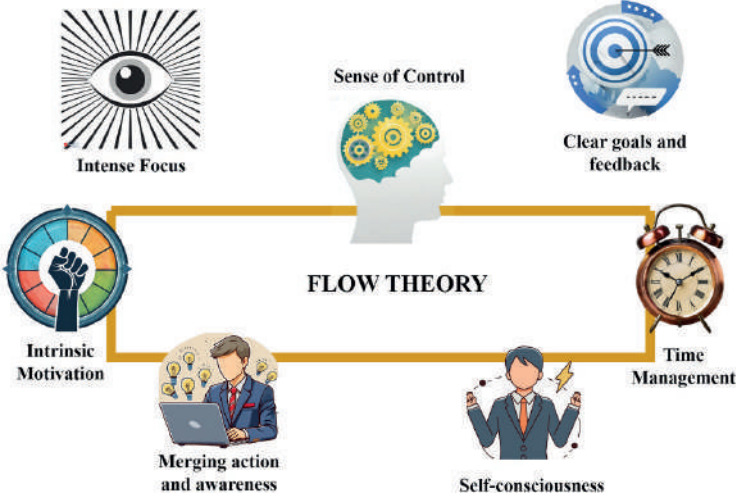 Sense of Control
Intense Focus
Clear goals and
feedback
FLOW THEORY
Intrinsic
Motivation
Time
Management
Merging action
and awareness
Self-consciousness